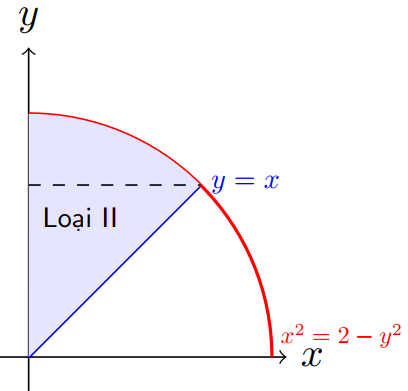 y
y = x
Loại II
x² = 2 − y²
x